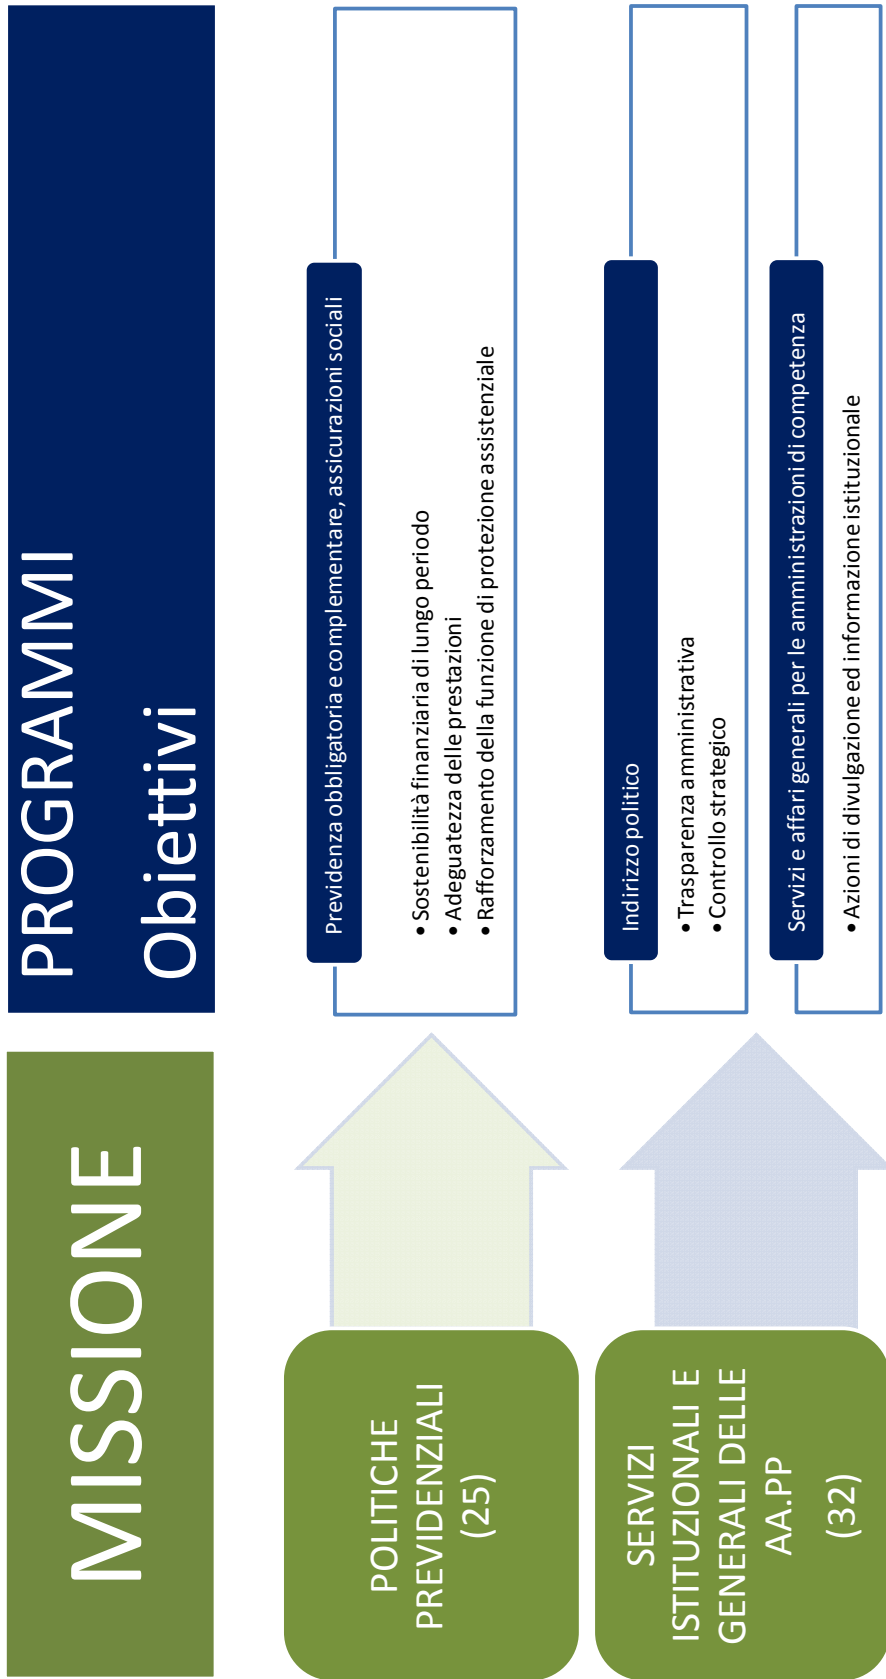 MISSIONE
PROGRAMMI
Obiettivi
POLITICHE
PREVIDENZIALI
(25)
Previdenza obbligatoria e complementare, assicurazioni sociali
• Sostenibilità finanziaria di lungo periodo
• Adeguatezza delle prestazioni
• Rafforzamento della funzione di protezione assistenziale
SERVIZI
ISTITUZIONALI E
GENERALI DELLE
AA.PP
(32)
Indirizzo politico
• Trasparenza amministrativa
• Controllo strategico
Servizi e affari generali per le amministrazioni di competenza
• Azioni di divulgazione ed informazione istituzionale